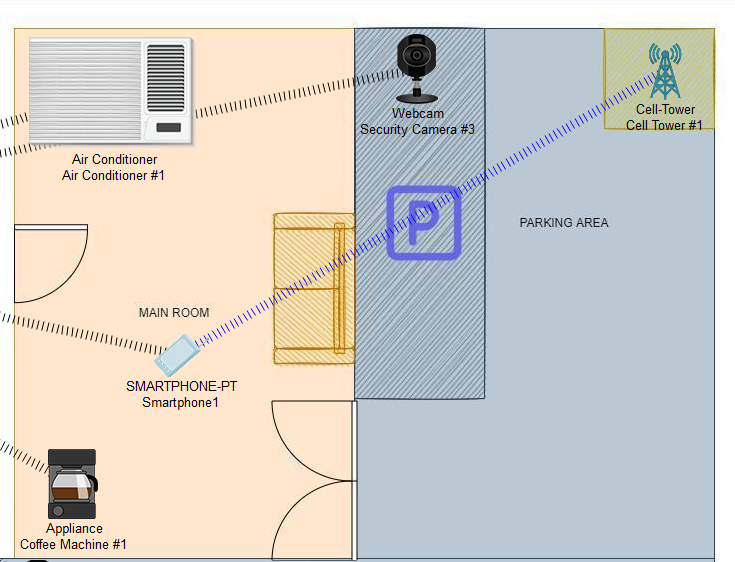 Air Conditioner
Air Conditioner #1
Webcam
Security Camera #3
Cell-Tower
Cell Tower #1
P
PARKING AREA
MAIN ROOM
SMARTPHONE-PT
Smartphone1
Appliance
Coffee Machine #1